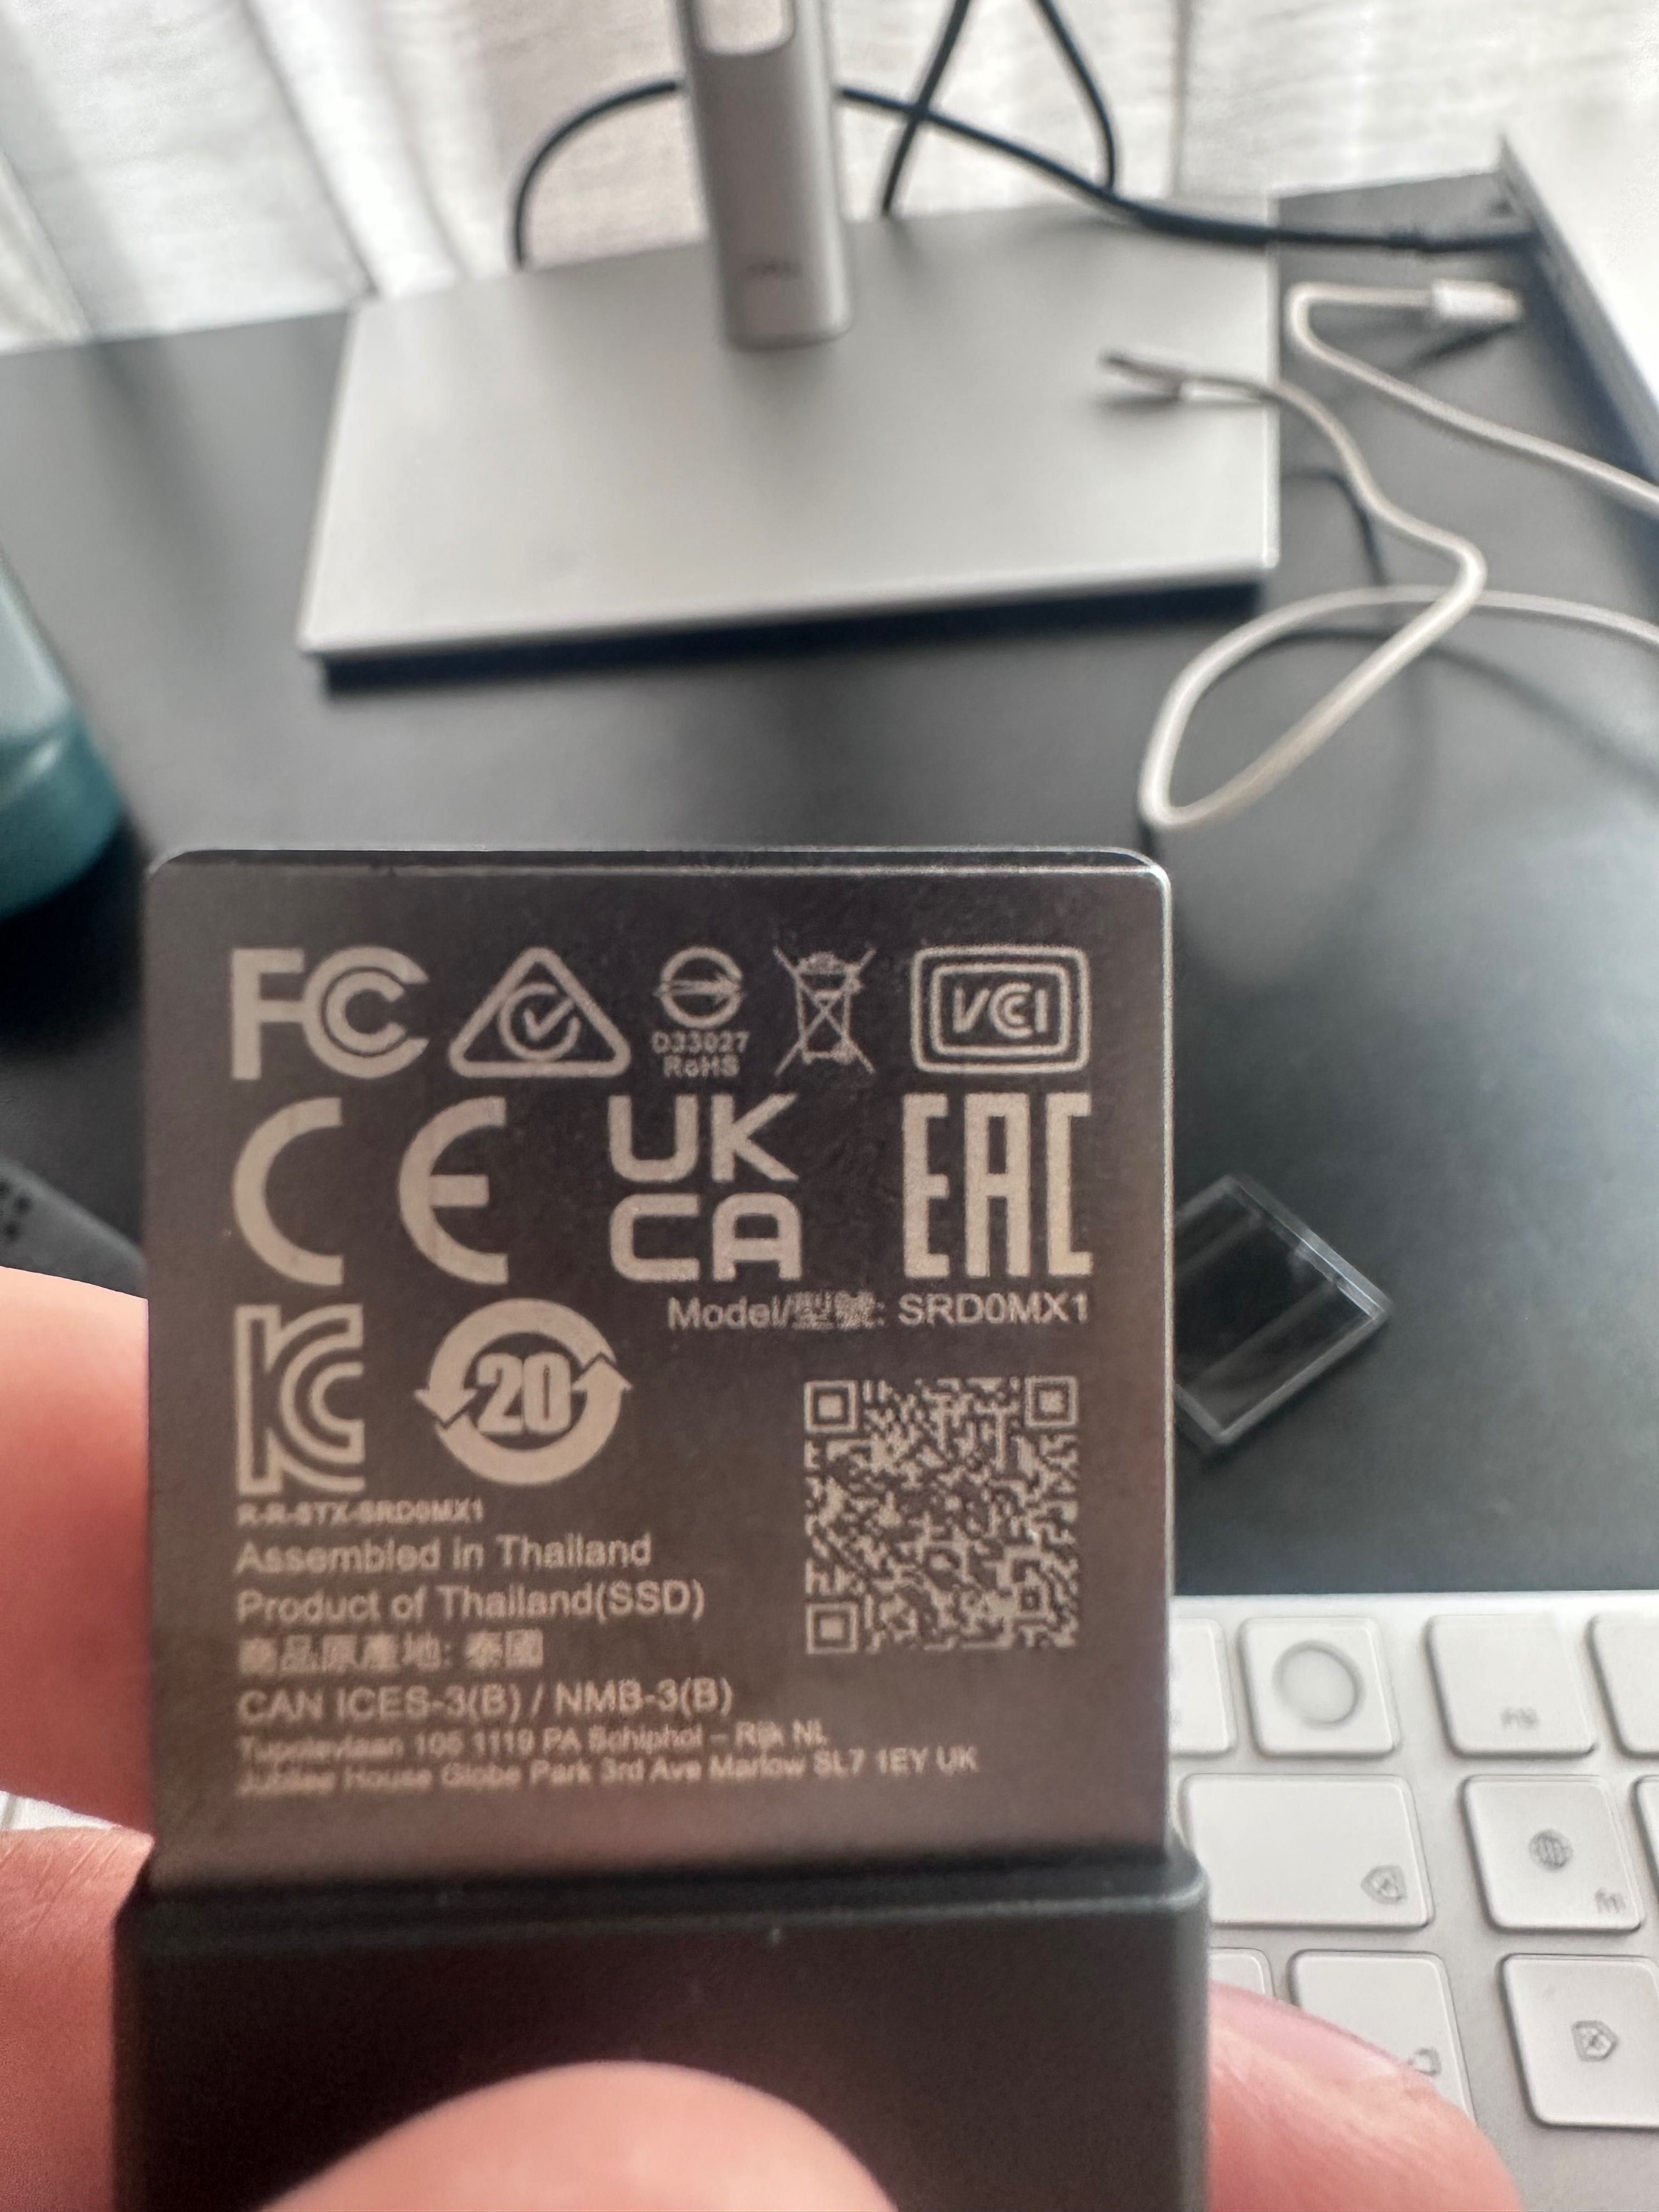 FC
D33027
RoHS
VCI
CE
UK
CA
EAC
Model/型號: SRD0MX1
KC
20
R-R-STX-SRD0MX1
Assembled in Thailand
Product of Thailand(SSD)
商品原產地: 泰國
CAN ICES-3(B) / NMB-3(B)
Tupolevlaan 105 1119 PA Schiphol – Rijk NL
Jubilee House Globe Park 3rd Ave Marlow SL7 1EY UK
fn